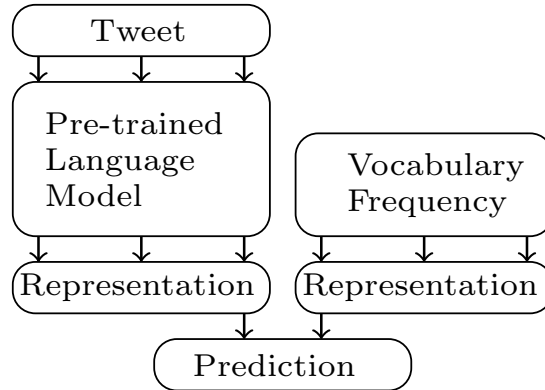 Tweet
Pre-trained
Language
Model
Vocabulary
Frequency
Representation
Representation
Prediction